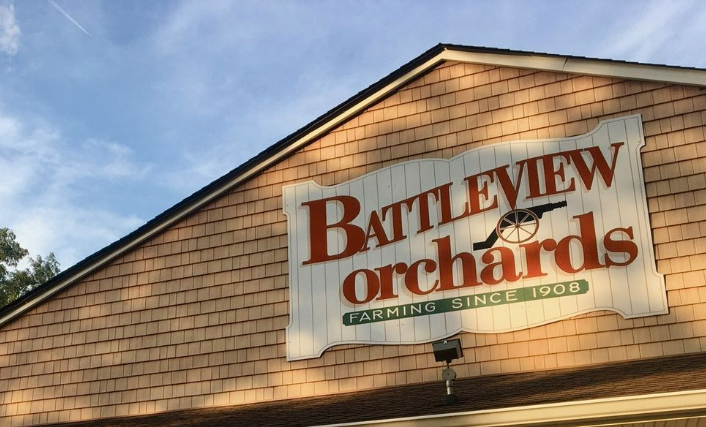 BATTLEVIEW
orchards
FARMING SINCE 1908